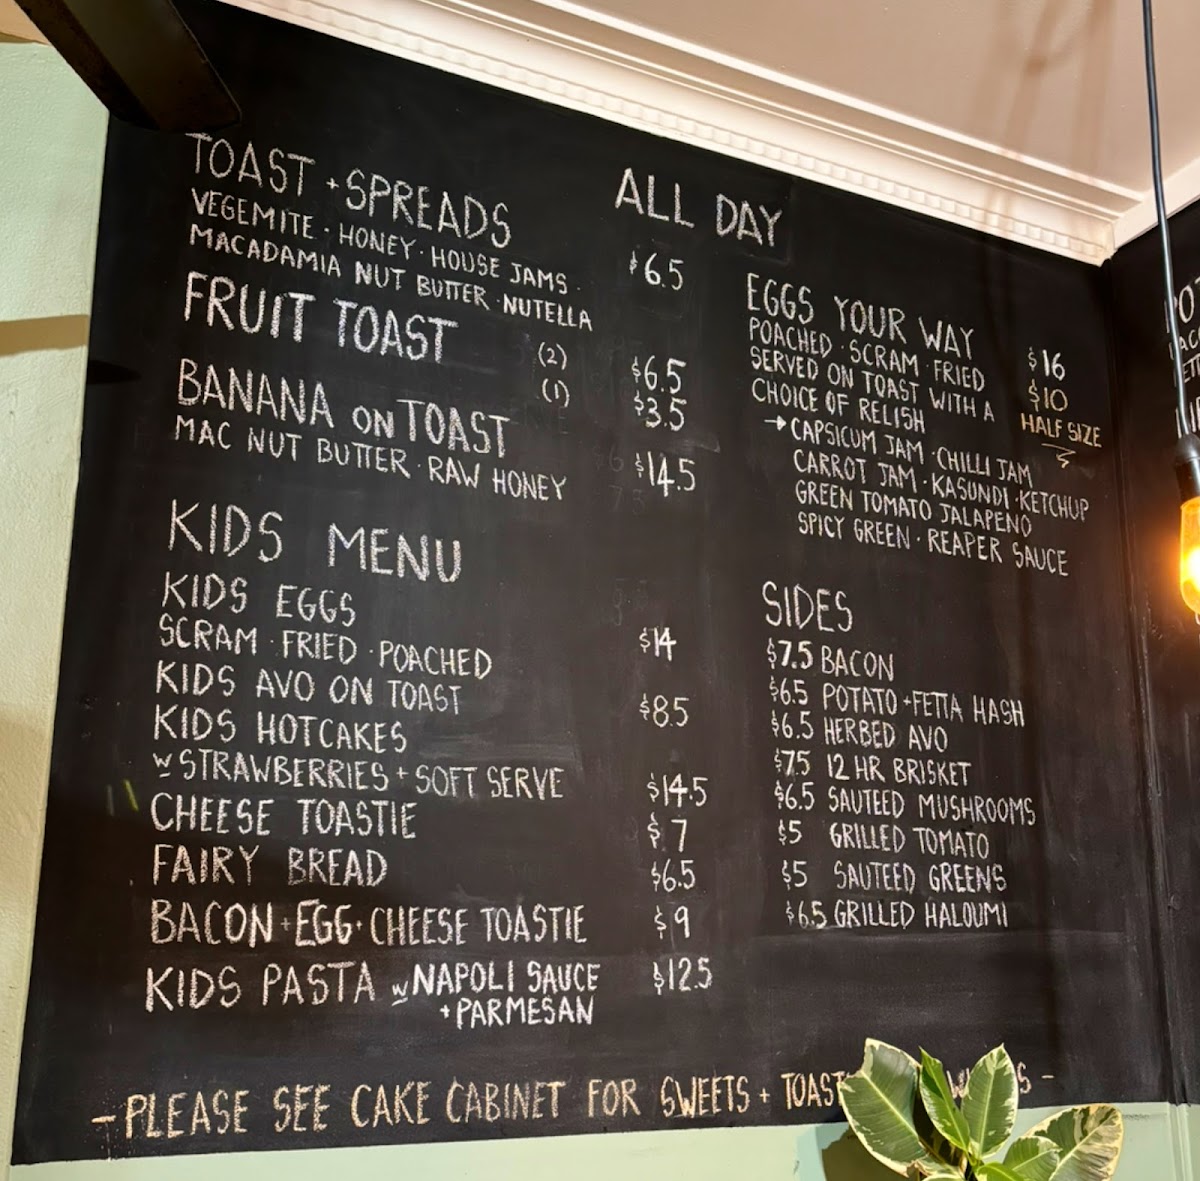 TOAST + SPREADS
VEGEMITE · HONEY · HOUSE JAMS ·
MACADAMIA NUT BUTTER · NUTELLA
$6.5
FRUIT TOAST
(2) $6.5
(1) $3.5
BANANA ON TOAST
MAC NUT BUTTER · RAW HONEY $14.5
KIDS MENU
KIDS EGGS
SCRAM · FRIED · POACHED $14
KIDS AVO ON TOAST $8.5
KIDS HOTCAKES
W STRAWBERRIES + SOFT SERVE $14.5
CHEESE TOASTIE $7
FAIRY BREAD $6.5
BACON + EGG + CHEESE TOASTIE $9
KIDS PASTA W NAPOLI SAUCE $12.5
+ PARMESAN
ALL DAY
EGGS YOUR WAY
POACHED · SCRAM · FRIED $16
SERVED ON TOAST WITH A $10
CHOICE OF RELISH HALF SIZE
→ CAPSICUM JAM · CHILLI JAM
CARROT JAM · KASUNDI · KETCHUP
GREEN TOMATO JALAPENO
SPICY GREEN · REAPER SAUCE
SIDES
$7.5 BACON
$6.5 POTATO + FETTA HASH
$6.5 HERBED AVO
$7.5 12 HR BRISKET
$6.5 SAUTEED MUSHROOMS
$5 GRILLED TOMATO
$5 SAUTEED GREENS
$6.5 GRILLED HALOUMI
- PLEASE SEE CAKE CABINET FOR SWEETS +